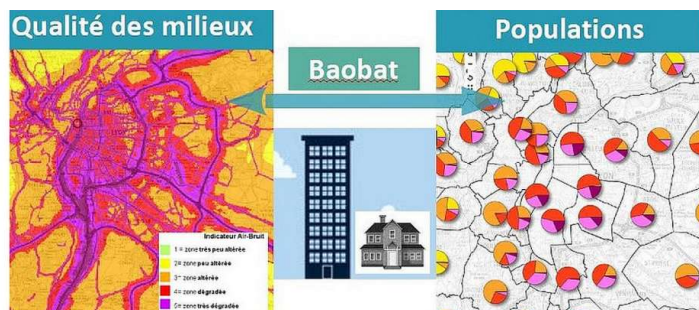 Qualité des milieux
Baobat
Populations
Indicateur Air-Bruit
1 = zone très peu altérée
2= zone peu altérée
3= zone altérée
4= zone dégradée
5= zone très dégradée